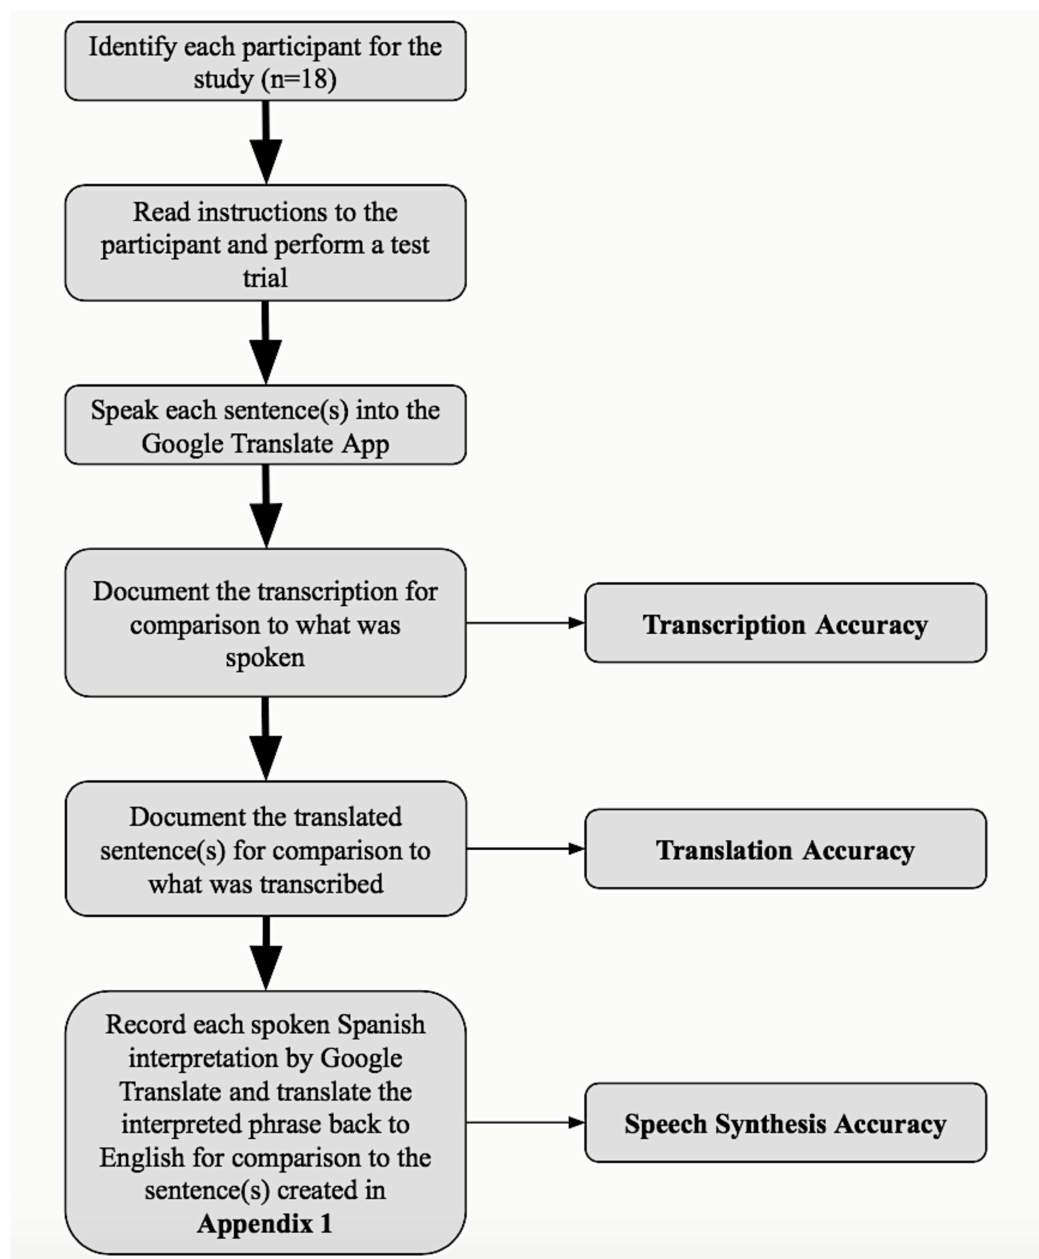 Identify each participant for the
study (n=18)
Read instructions to the
participant and perform a test
trial
Speak each sentence(s) into the
Google Translate App
Document the transcription for
comparison to what was
spoken
Transcription Accuracy
Document the translated
sentence(s) for comparison to
what was transcribed
Translation Accuracy
Record each spoken Spanish
interpretation by Google
Translate and translate the
interpreted phrase back to
English for comparison to the
sentence(s) created in
Appendix 1
Speech Synthesis Accuracy